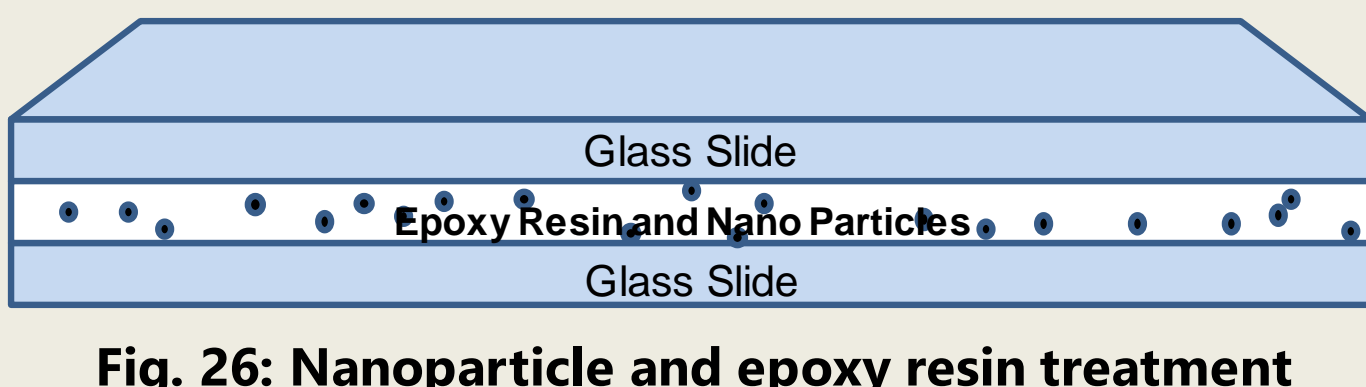 Glass Slide
Epoxy Resin and Nano Particles
Glass Slide
Fig. 26: Nanoparticle and epoxy resin treatment